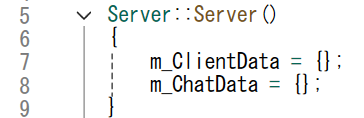 5 Server::Server()
6 {
7 m_ClientData = {};
8 m_ChatData = {};
9 }